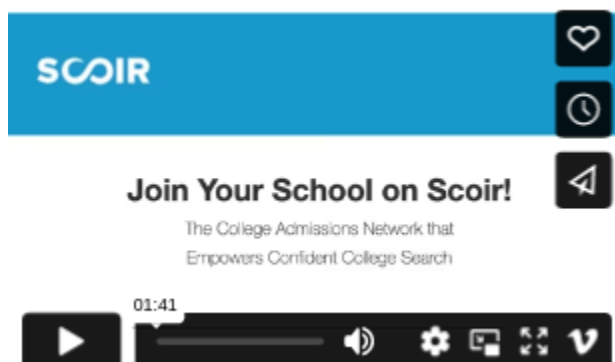 SCOIR
Join Your School on Scoir!
The College Admissions Network that
Empowers Confident College Search
01:41